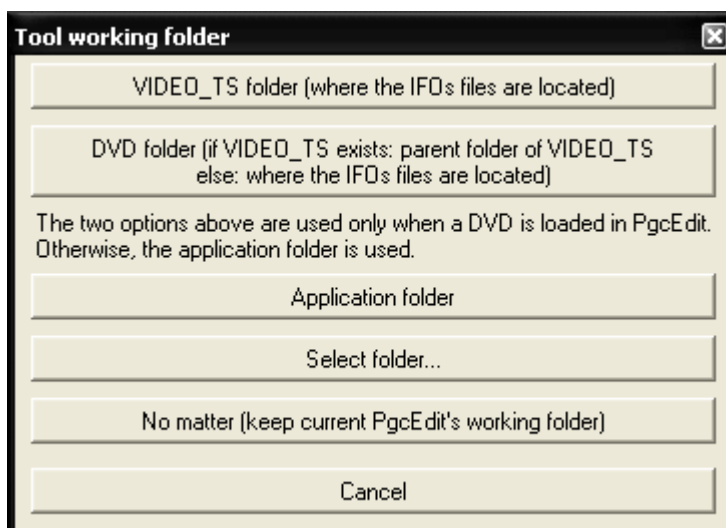 Tool working folder
VIDEO_TS folder (where the IFOs files are located)
DVD folder (if VIDEO_TS exists: parent folder of VIDEO_TS
else: where the IFOs files are located)
The two options above are used only when a DVD is loaded in PgcEdit.
Otherwise, the application folder is used.
Application folder
Select folder...
No matter (keep current PgcEdit's working folder)
Cancel